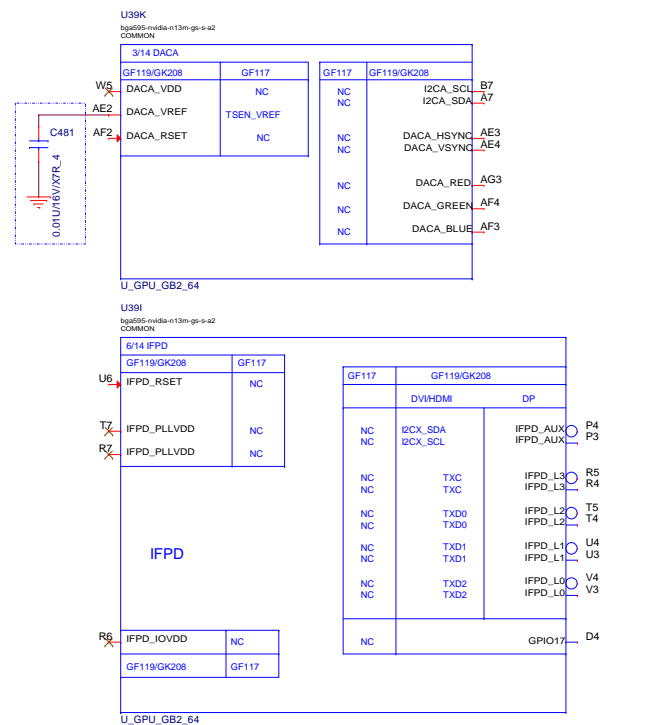 U39K
bga595-nvidia-n13m-gs-s-a2
COMMON
3/14 DACA
GF119/GK208 GF117 GF117 GF119/GK208
W5 DACA_VDD NC NC I2CA_SCL B7
NC I2CA_SDA A7
AE2 DACA_VREF TSEN_VREF
C481
AF2 DACA_RSET NC NC DACA_HSYNC AE3
NC DACA_VSYNC AE4
0.01U/16V/X7R_4
NC DACA_RED AG3
NC DACA_GREEN AF4
NC DACA_BLUE AF3
U_GPU_GB2_64
U39I
bga595-nvidia-n13m-gs-s-a2
COMMON
6/14 IFPD
GF119/GK208 GF117
GF117 GF119/GK208
U6 IFPD_RSET NC
DVI/HDMI DP
T7 IFPD_PLLVDD NC NC I2CX_SDA IFPD_AUX P4
NC I2CX_SCL IFPD_AUX P3
R7 IFPD_PLLVDD NC
NC TXC IFPD_L3 R5
NC TXC IFPD_L3 R4
NC TXD0 IFPD_L2 T5
NC TXD0 IFPD_L2 T4
IFPD
NC TXD1 IFPD_L1 U4
NC TXD1 IFPD_L1 U3
NC TXD2 IFPD_L0 V4
NC TXD2 IFPD_L0 V3
R6 IFPD_IOVDD NC NC GPIO17 D4
GF119/GK208 GF117
U_GPU_GB2_64